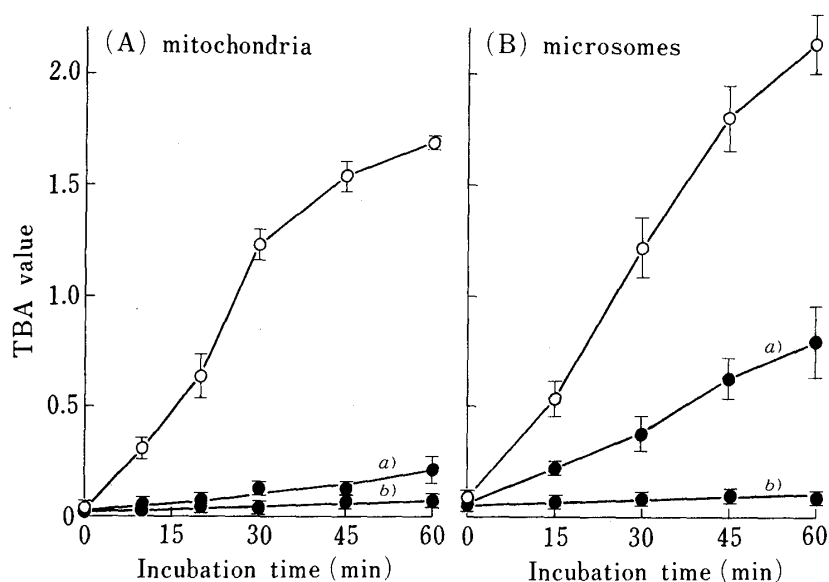 (A) mitochondria
(B) microsomes
TBA value
2.0
1.5
1.0
0.5
0
a)
b)
0 15 30 45 60
Incubation time (min)
a)
b)
0 15 30 45 60
Incubation time (min)